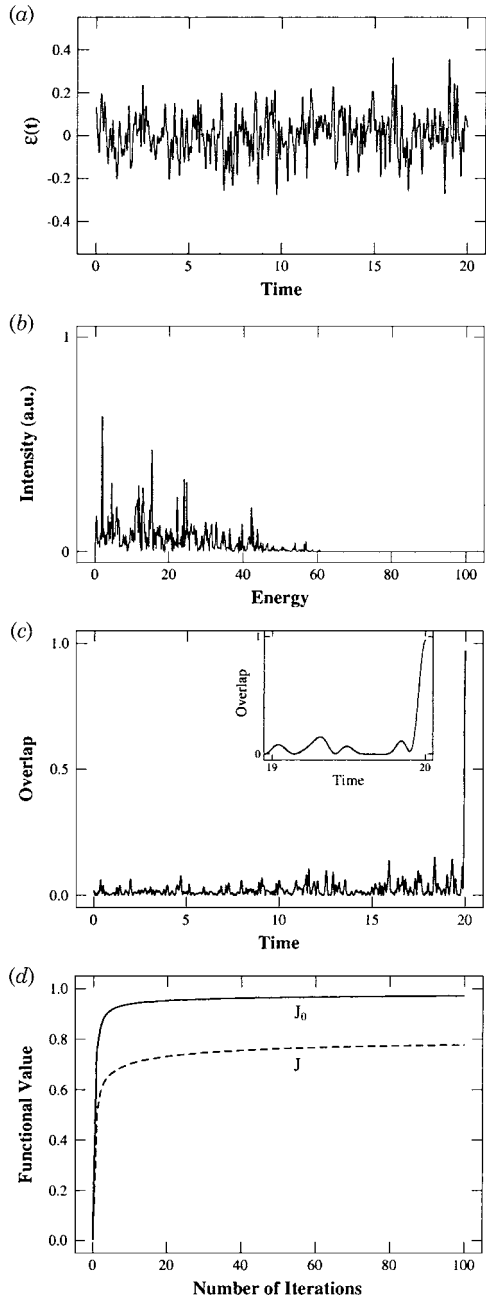 (a)
0.4
0.2
0
-0.2
-0.4
ε(t)
0 5 10 15 20
Time
(b)
1
0
Intensity (a.u.)
0 20 40 60 80 100
Energy
(c)
1.0
0.5
0.0
Overlap
1
0
Overlap
19 20
Time
0 5 10 15 20
Time
(d)
1.0
0.8
0.6
0.4
0.2
0.0
Functional Value
J₀
J
0 20 40 60 80 100
Number of Iterations